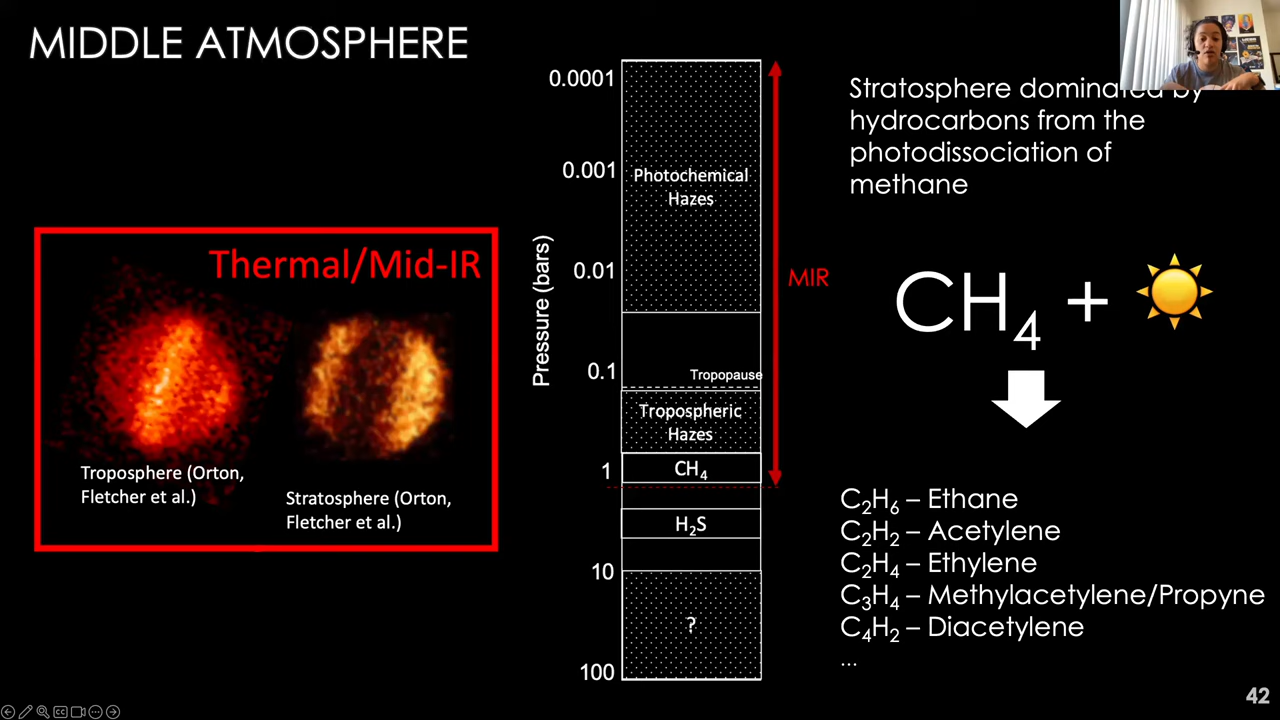 MIDDLE ATMOSPHERE
Thermal/Mid-IR
Troposphere (Orton,
Fletcher et al.)
Stratosphere (Orton,
Fletcher et al.)
Pressure (bars)
0.0001
0.001
0.01
0.1
1
10
100
Photochemical
Hazes
Tropopause
Tropospheric
Hazes
CH₄
H₂S
?
MIR
Stratosphere dominated by
hydrocarbons from the
photodissociation of
methane
CH₄ +
C₂H₆ – Ethane
C₂H₂ – Acetylene
C₂H₄ – Ethylene
C₃H₄ – Methylacetylene/Propyne
C₄H₂ – Diacetylene
...
42